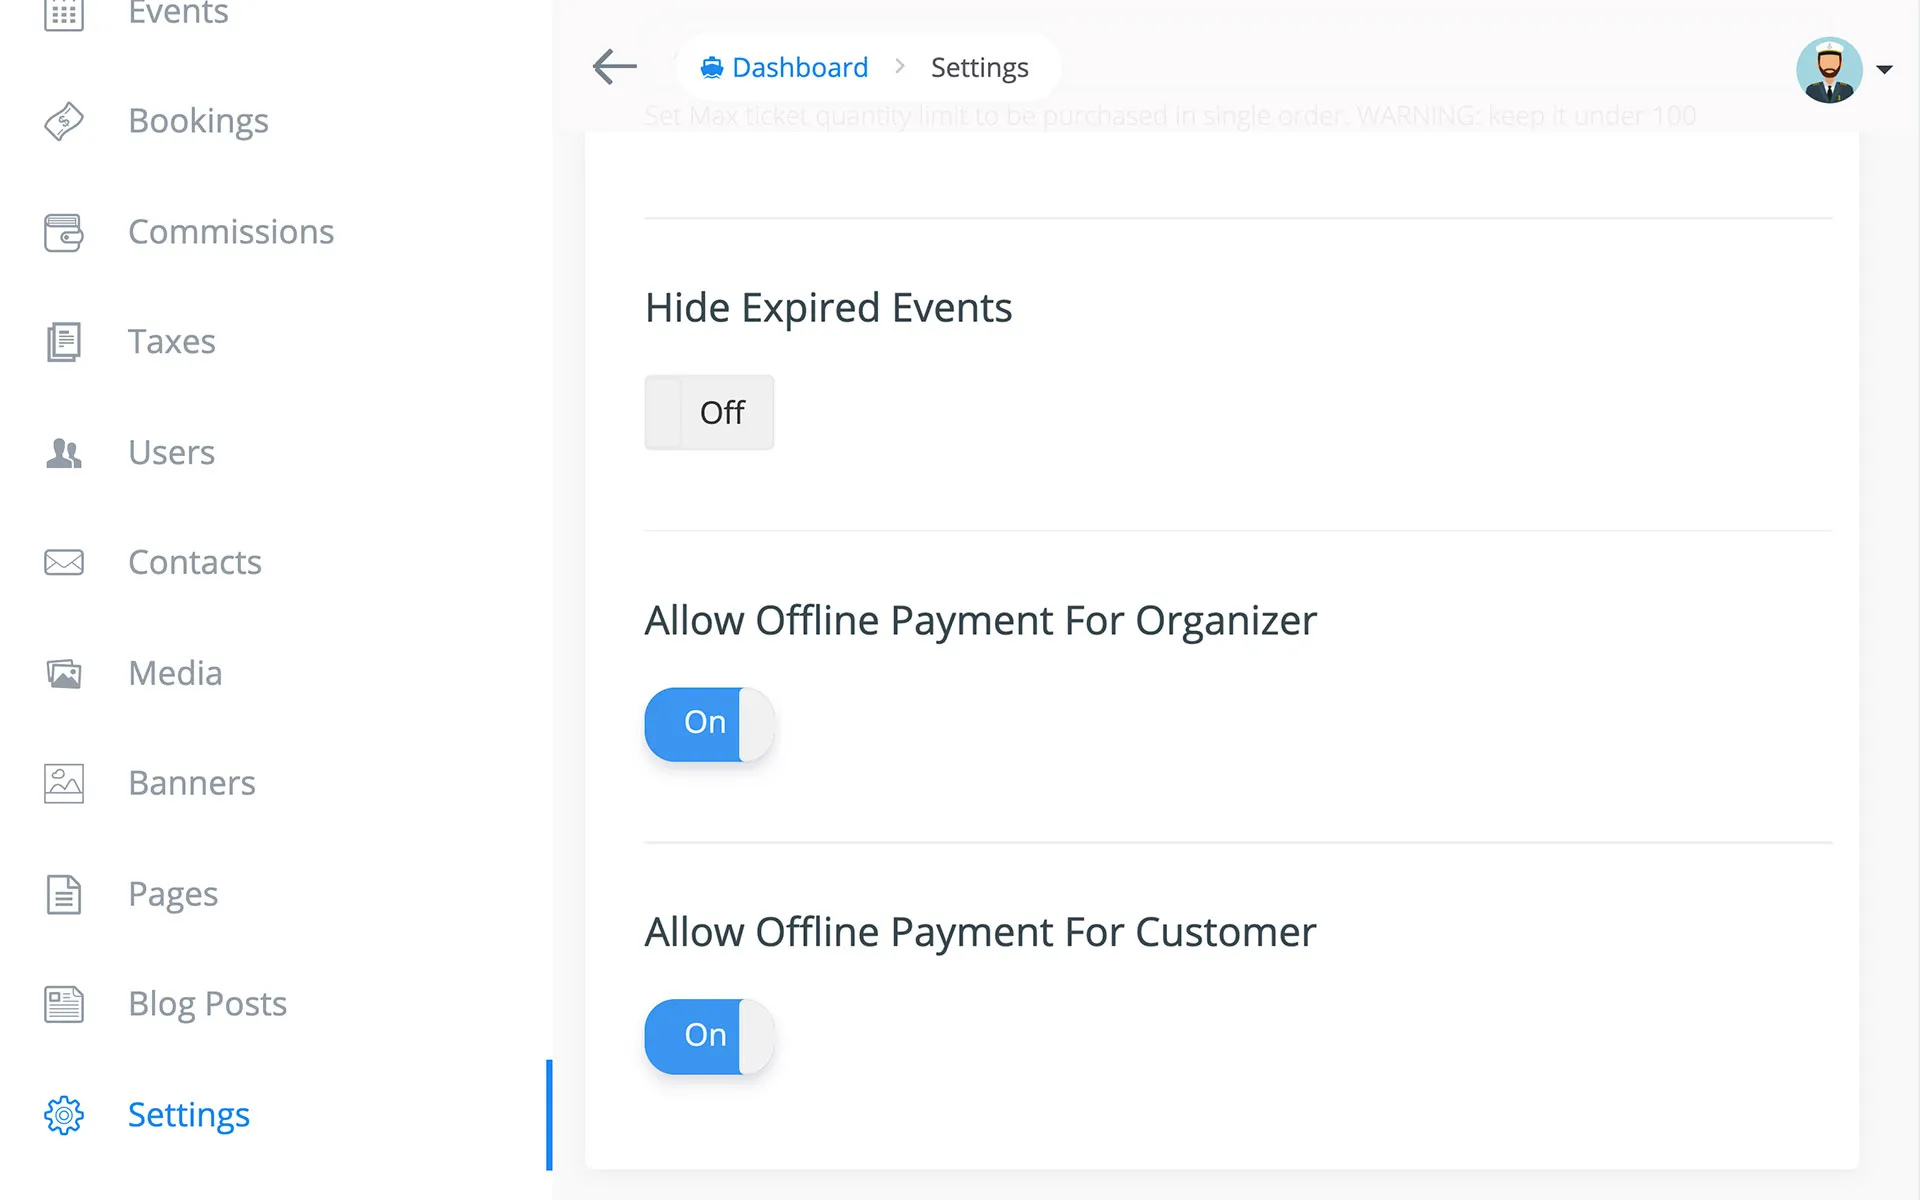 Events
Bookings
Commissions
Taxes
Users
Contacts
Media
Banners
Pages
Blog Posts
Settings
Dashboard > Settings
Set Max ticket quantity limit to be purchased in single order. WARNING: keep it under 100
Hide Expired Events
Off
Allow Offline Payment For Organizer
On
Allow Offline Payment For Customer
On